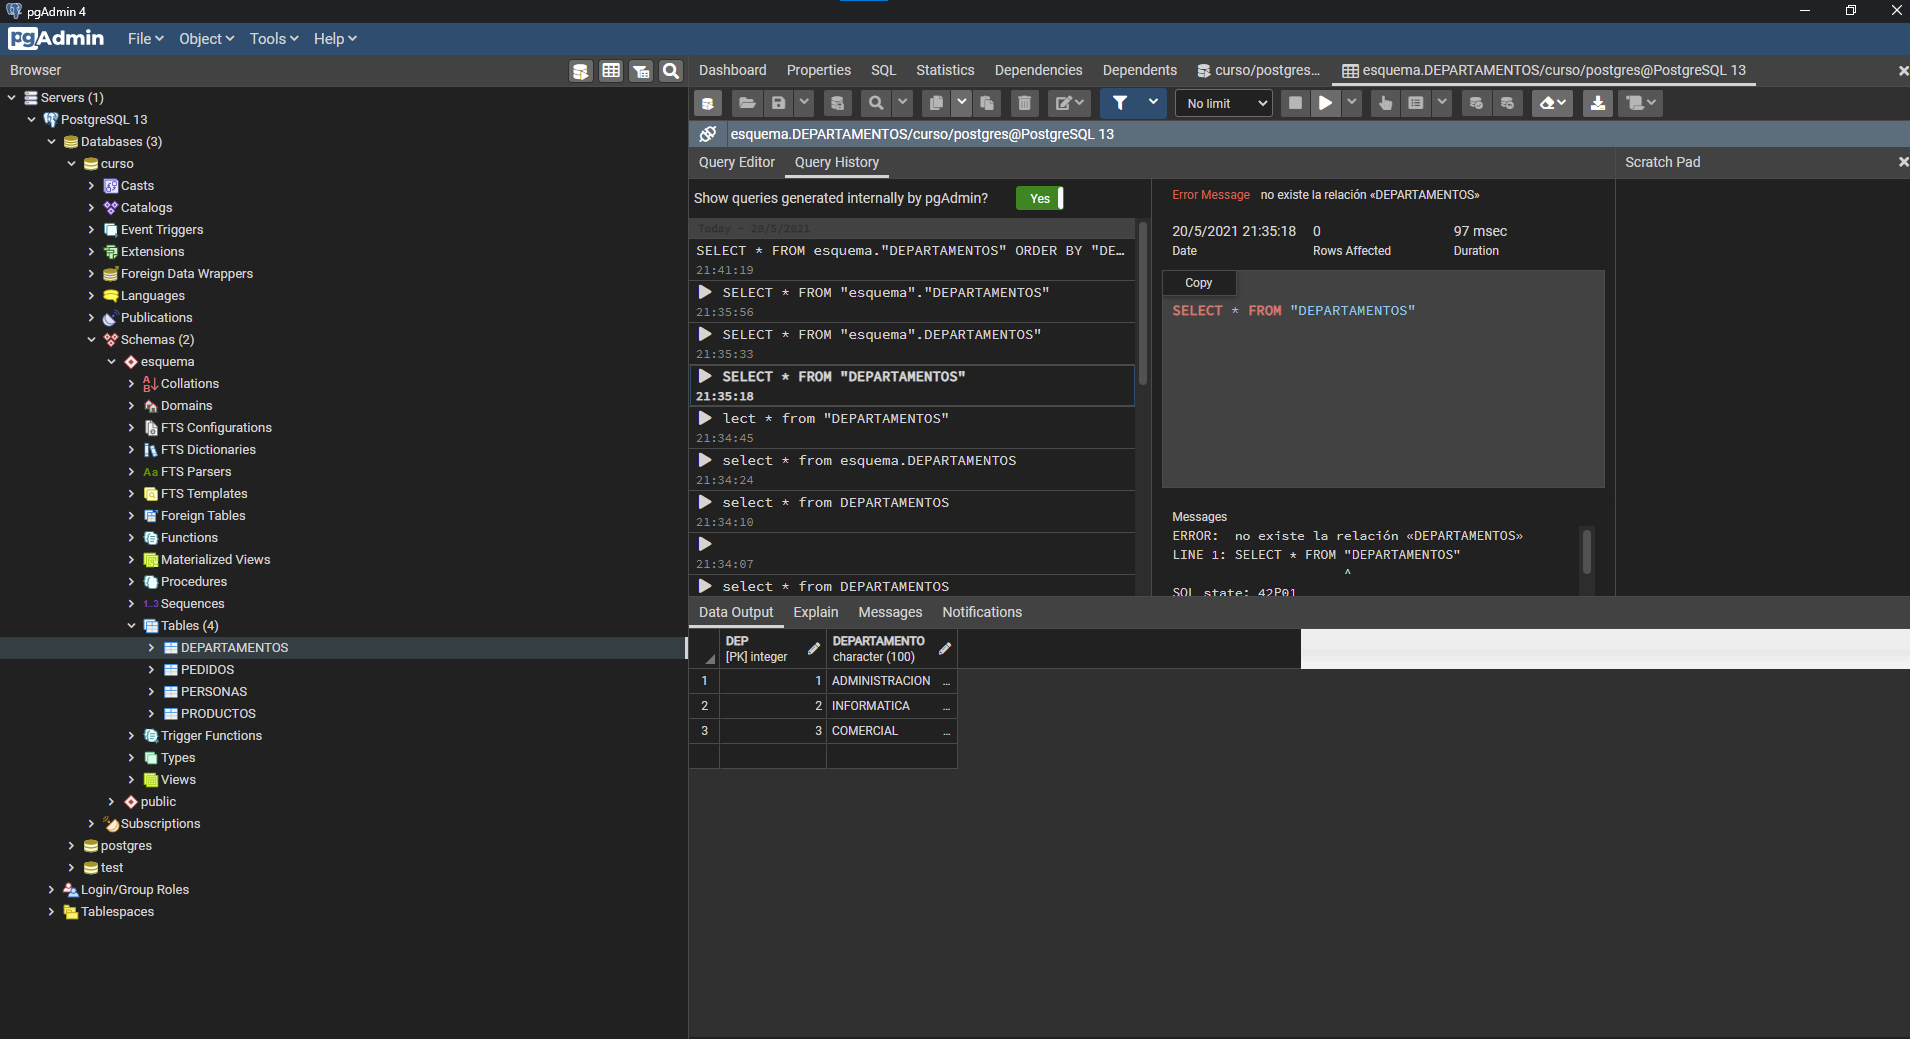 pgAdmin 4
pgAdmin File Object Tools Help
Browser
Servers (1)
PostgreSQL 13
Databases (3)
curso
Casts
Catalogs
Event Triggers
Extensions
Foreign Data Wrappers
Languages
Publications
Schemas (2)
esquema
Collations
Domains
FTS Configurations
FTS Dictionaries
Aa FTS Parsers
FTS Templates
Foreign Tables
Functions
Materialized Views
Procedures
1..3 Sequences
Tables (4)
DEPARTAMENTOS
PEDIDOS
PERSONAS
PRODUCTOS
Trigger Functions
Types
Views
public
Subscriptions
postgres
test
Login/Group Roles
Tablespaces
Dashboard Properties SQL Statistics Dependencies Dependents curso/postgres... esquema.DEPARTAMENTOS/curso/postgres@PostgreSQL 13
No limit
esquema.DEPARTAMENTOS/curso/postgres@PostgreSQL 13
Query Editor Query History
Show queries generated internally by pgAdmin? Yes
Today - 20/5/2021
SELECT * FROM esquema."DEPARTAMENTOS" ORDER BY "DE…
21:41:19
SELECT * FROM "esquema"."DEPARTAMENTOS"
21:35:56
SELECT * FROM "esquema".DEPARTAMENTOS"
21:35:33
SELECT * FROM "DEPARTAMENTOS"
21:35:18
lect * from "DEPARTAMENTOS"
21:34:45
select * from esquema.DEPARTAMENTOS
21:34:24
select * from DEPARTAMENTOS
21:34:10
21:34:07
select * from DEPARTAMENTOS
Error Message no existe la relación «DEPARTAMENTOS»
20/5/2021 21:35:18 0 97 msec
Date Rows Affected Duration
Copy
SELECT * FROM "DEPARTAMENTOS"
Messages
ERROR: no existe la relación «DEPARTAMENTOS»
LINE 1: SELECT * FROM "DEPARTAMENTOS"
^
SQL state: 42P01
Scratch Pad
Data Output Explain Messages Notifications
DEP DEPARTAMENTO
[PK] integer character (100)
1 1 ADMINISTRACION ...
2 2 INFORMATICA ...
3 3 COMERCIAL ...